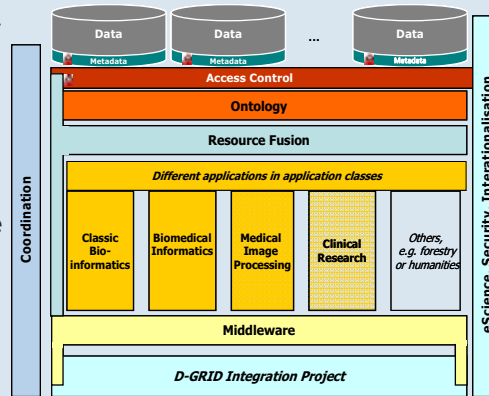 Data
Data
...
Data
Metadata
Metadata
Metadata
Access Control
Ontology
Resource Fusion
Different applications in application classes
Classic
Bio-
informatics
Biomedical
Informatics
Medical
Image
Processing
Clinical
Research
Others,
e.g. forestry
or humanities
Middleware
D-GRID Integration Project
Coordination
eScience, Security, Interationalisation